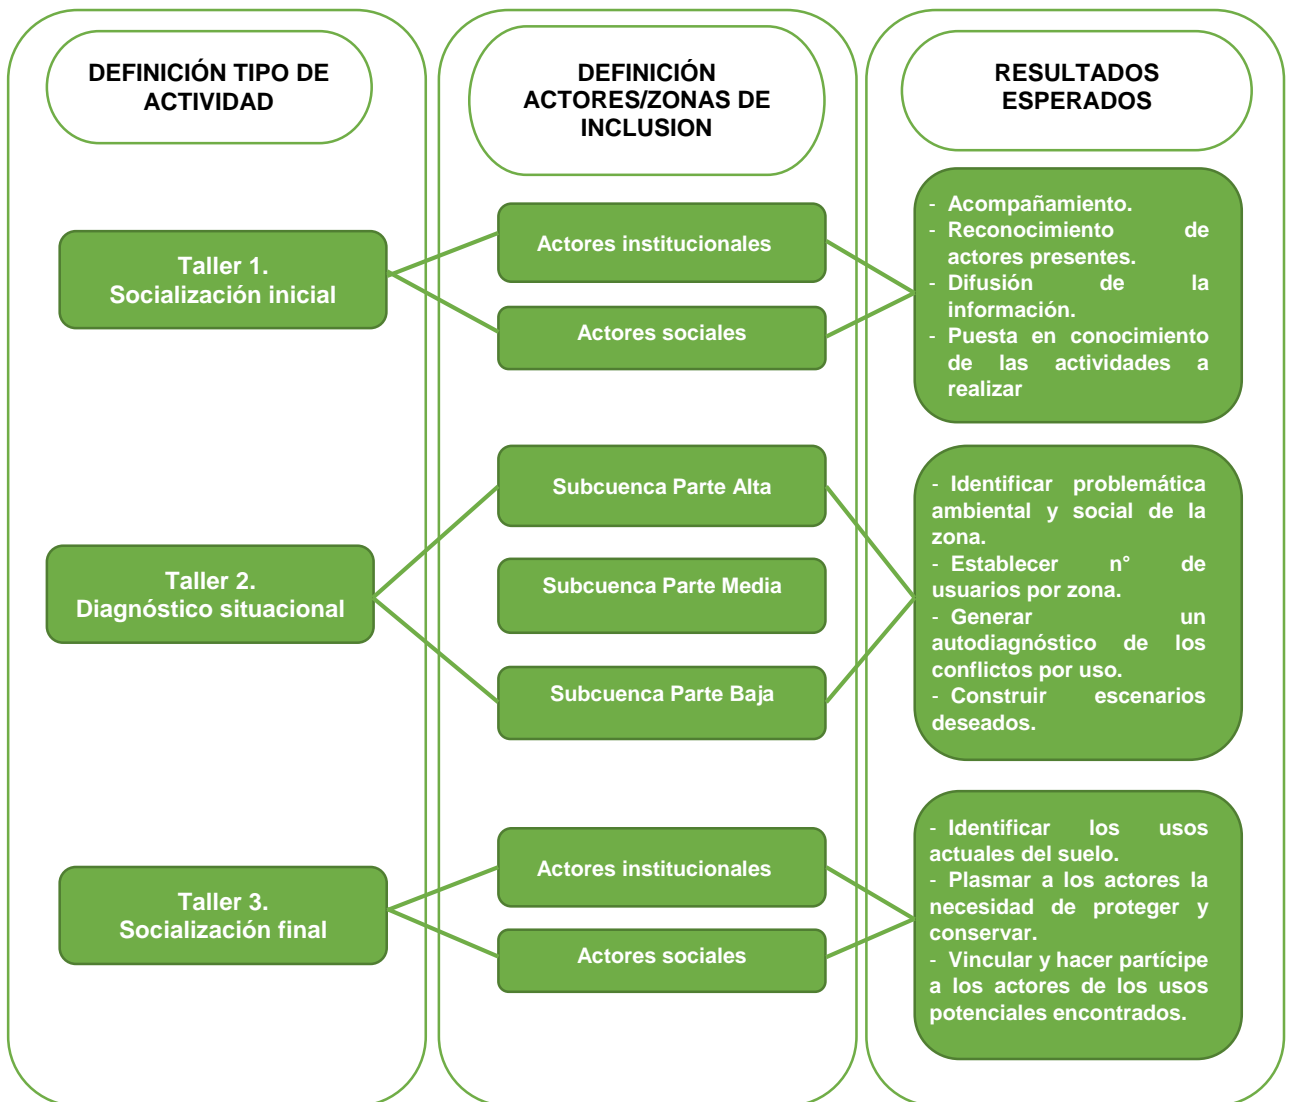 DEFINICIÓN TIPO DE
ACTIVIDAD
DEFINICIÓN
ACTORES/ZONAS DE
INCLUSION
RESULTADOS
ESPERADOS
Taller 1.
Socialización inicial
Actores institucionales
Actores sociales
- Acompañamiento.
- Reconocimiento de
actores presentes.
- Difusión de la
información.
- Puesta en conocimiento
de las actividades a
realizar
Taller 2.
Diagnóstico situacional
Subcuenca Parte Alta
Subcuenca Parte Media
Subcuenca Parte Baja
- Identificar problemática
ambiental y social de la
zona.
- Establecer n° de
usuarios por zona.
- Generar un
autodiagnóstico de los
conflictos por uso.
- Construir escenarios
deseados.
Taller 3.
Socialización final
Actores institucionales
Actores sociales
- Identificar los usos
actuales del suelo.
- Plasmar a los actores la
necesidad de proteger y
conservar.
- Vincular y hacer partícipe
a los actores de los usos
potenciales encontrados.